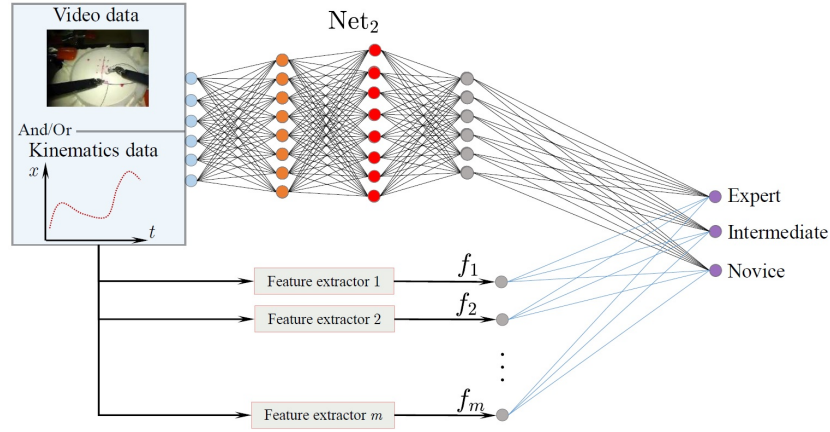 Video data
Net₂
And/Or
Kinematics data
x
t
Expert
Intermediate
Novice
Feature extractor 1
f₁
Feature extractor 2
f₂
Feature extractor m
fₘ